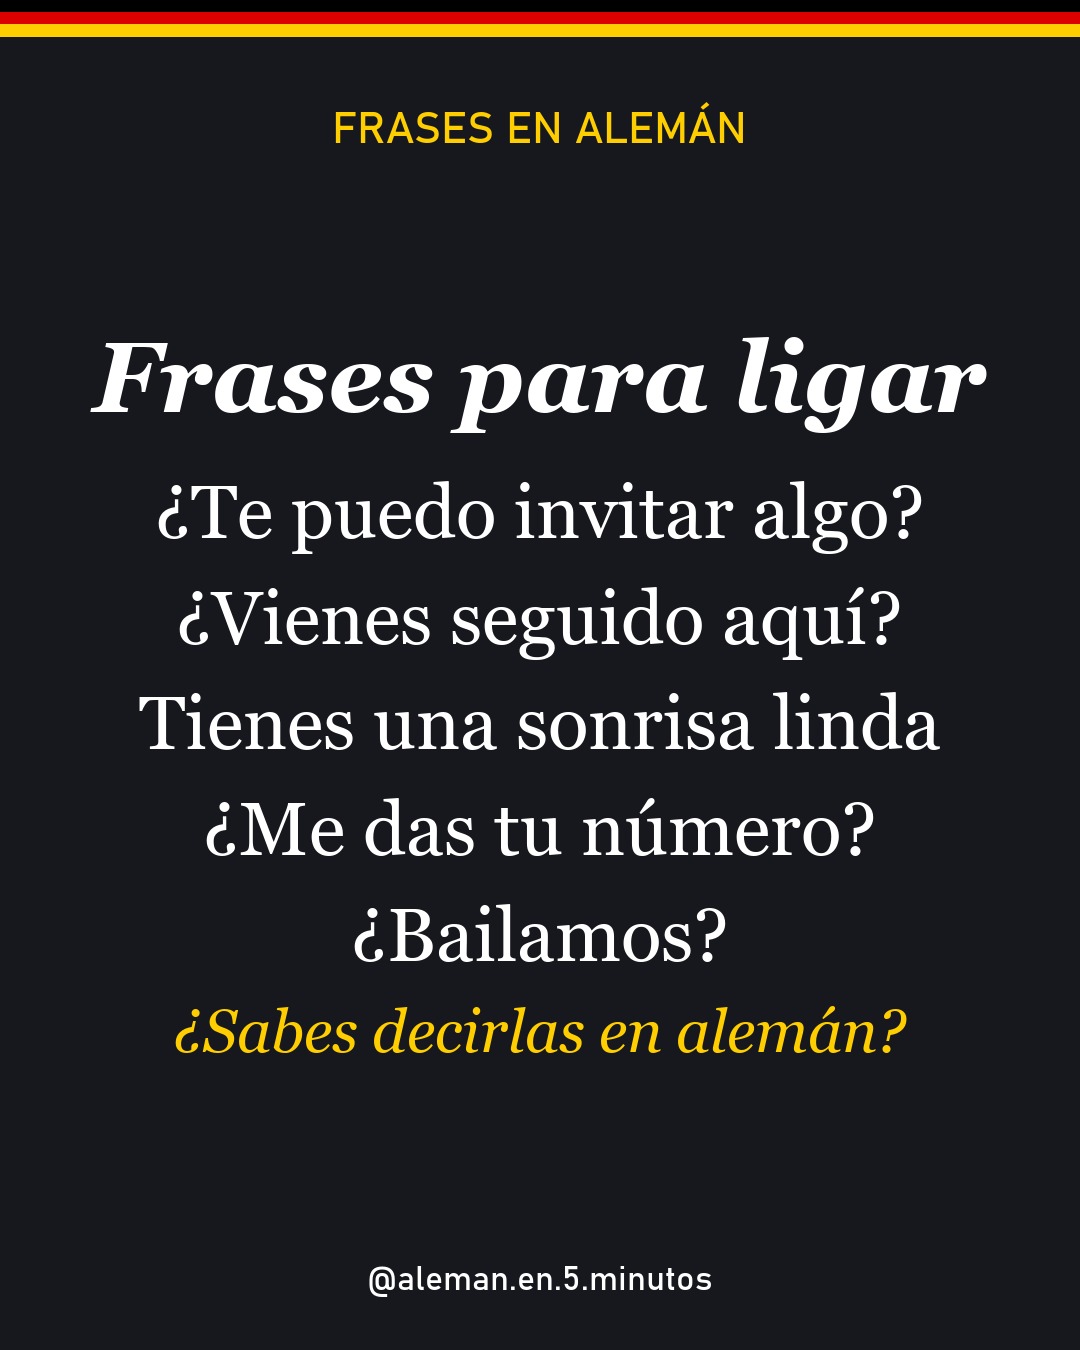 FRASES EN ALEMÁN
Frases para ligar
¿Te puedo invitar algo?
¿Vienes seguido aquí?
Tienes una sonrisa linda
¿Me das tu número?
¿Bailamos?
¿Sabes decirlas en alemán?
@aleman.en.5.minutos